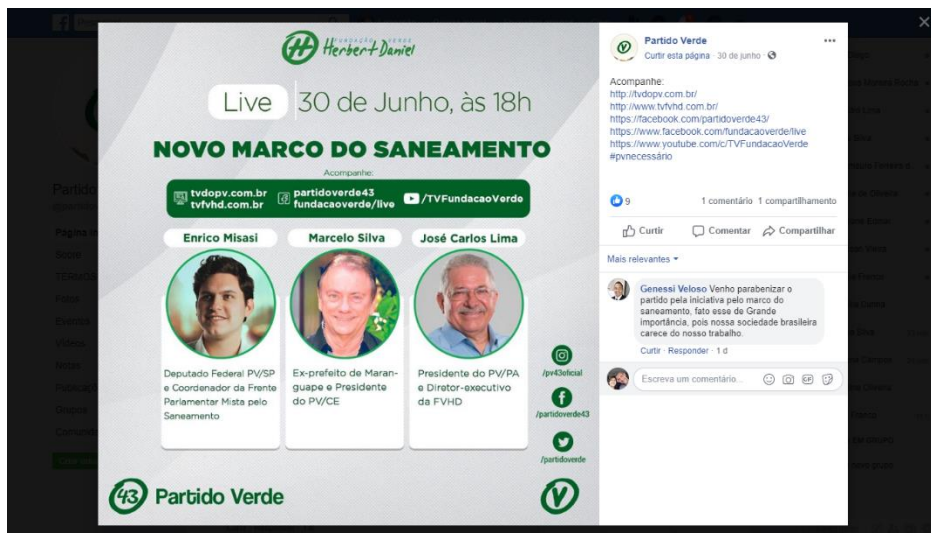 FUNDAÇÃO VERDE
Herbert Daniel
Live 30 de Junho, às 18h
NOVO MARCO DO SANEAMENTO
Acompanhe:
tvdopv.com.br
tvfvhd.com.br
partidoverde43
fundacaoverde/live
/TVFundacaoVerde
Enrico Misasi
Deputado Federal PV/SP
e Coordenador da Frente
Parlamentar Mista pelo
Saneamento
Marcelo Silva
Ex-prefeito de Maran-
guape e Presidente
do PV/CE
José Carlos Lima
Presidente do PV/PA
e Diretor-executivo
da FVHD
/pv43oficial
/partidoverde43
/partidoverde
43 Partido Verde
Partido Verde
Curtir esta página · 30 de junho ·
Acompanhe:
http://tvdopv.com.br/
http://www.tvfvhd.com.br/
https://facebook.com/partidoverde43/
https://www.facebook.com/fundacaoverde/live
https://www.youtube.com/c/TVFundacaoVerde
#pvnecessário
9 1 comentário 1 compartilhamento
Curtir Comentar Compartilhar
Mais relevantes
Genessi Veloso Venho parabenizar o
partido pela iniciativa pelo marco do
saneamento, fato esse de Grande
importância, pois nossa sociedade brasileira
carece do nosso trabalho.
Curtir · Responder · 1 d
Escreva um comentário...
GIF